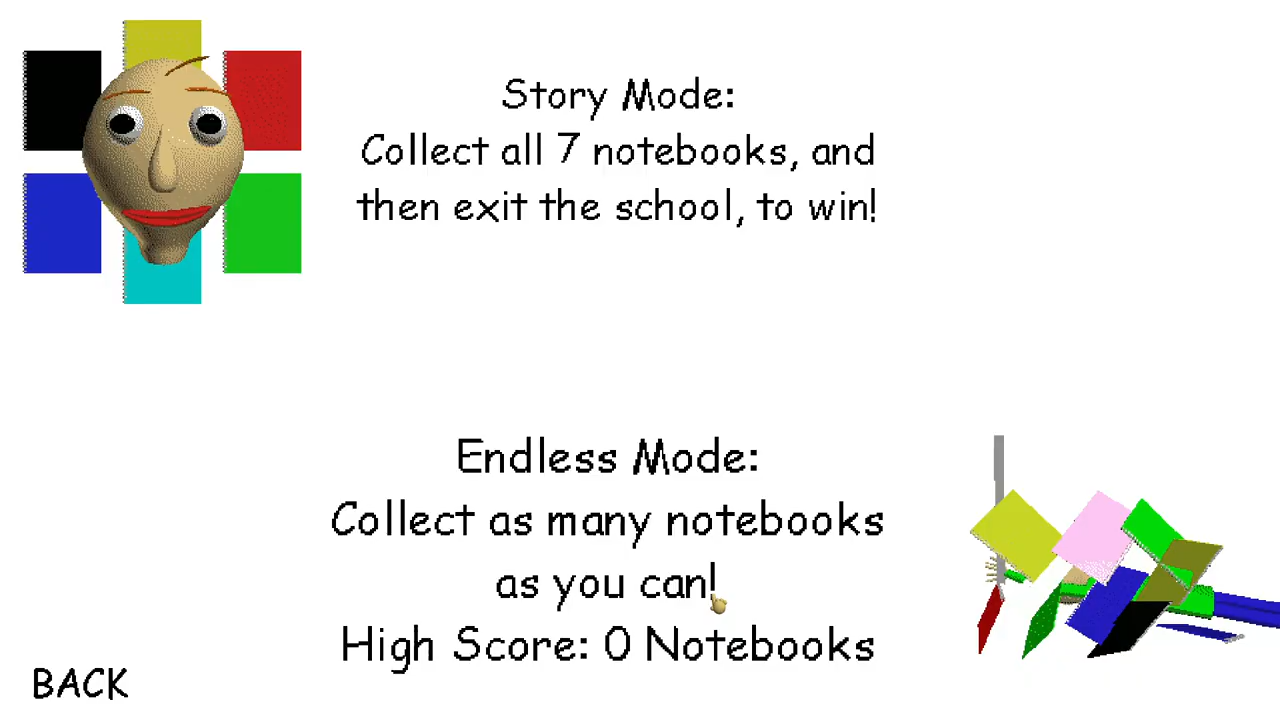 Story Mode:
Collect all 7 notebooks, and
then exit the school, to win!
Endless Mode:
Collect as many notebooks
as you can!
High Score: 0 Notebooks
BACK